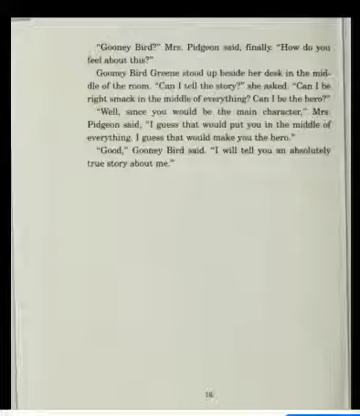 "Gooney Bird?" Mrs. Pidgeon said, finally. "How do you
feel about this?"
Gooney Bird Greene stood up beside her desk in the mid-
dle of the room. "Can I tell the story?" she asked. "Can I be
right smack in the middle of everything? Can I be the hero?"
"Well, since you would be the main character," Mrs.
Pidgeon said, "I guess that would put you in the middle of
everything. I guess that would make you the hero."
"Good," Gooney Bird said. "I will tell you an absolutely
true story about me."